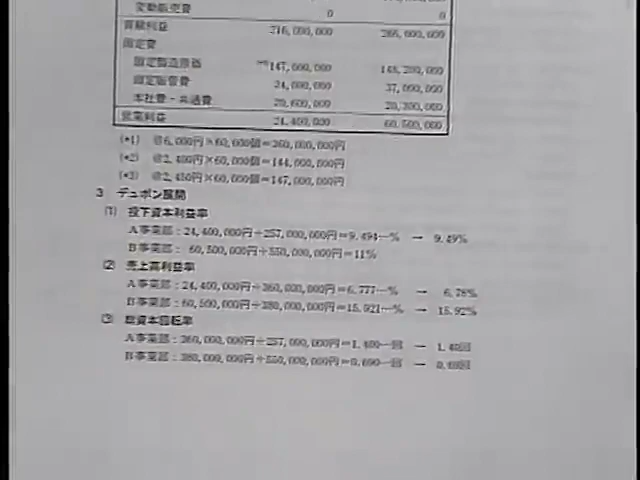 変動販売費 0 0
貢献利益 216,000,000 266,000,000
固定費
固定製造原価 147,000,000 148,200,000
固定販管費 24,000,000 37,000,000
本社費・共通費 20,600,000 20,300,000
営業利益 24,400,000 60,500,000
(*1) @6,000円×60,000個=360,000,000円
(*2) @2,400円×60,000個=144,000,000円
(*3) @2,450円×60,000個=147,000,000円
3 デュポン展開
(1) 投下資本利益率
A事業部:24,400,000円÷257,000,000円=9.494…% → 9.49%
B事業部: 60,500,000円÷550,000,000円=11%
(2) 売上高利益率
A事業部:24,400,000円÷360,000,000円=6.777…% → 6.78%
B事業部:60,500,000円÷380,000,000円=15.921…% → 15.92%
(3) 総資本回転率
A事業部:360,000,000円÷257,000,000円=1.400…回 → 1.40回
B事業部:380,000,000円÷550,000,000円=0.690…回 → 0.69回